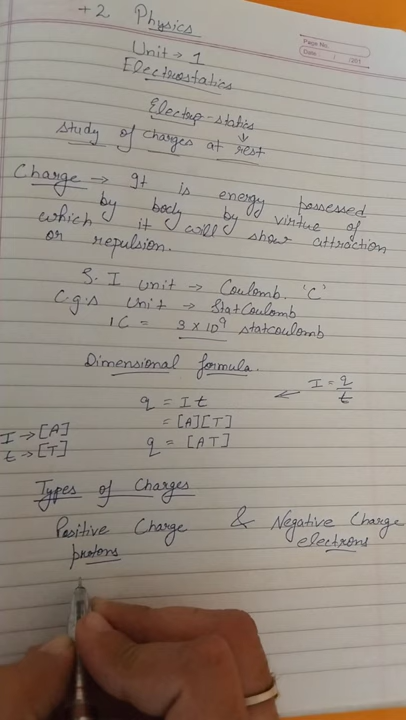 +2 Physics
Page No.
Date / /201
Unit → 1
Electrostatics
Electro-statics
study of charges at rest
Charge → It is energy possessed
by body by virtue of
which it will show attraction
or repulsion.
S.I unit → Coulomb. 'C'
C.g.s unit → StatCoulomb
1C = 3 x 10⁹ statcoulomb
Dimensional formula.
q = It ← I = q/t
= [A][T]
q = [AT]
I → [A]
t → [T]
Types of Charges
Positive Charge & Negative Charge
protons electrons